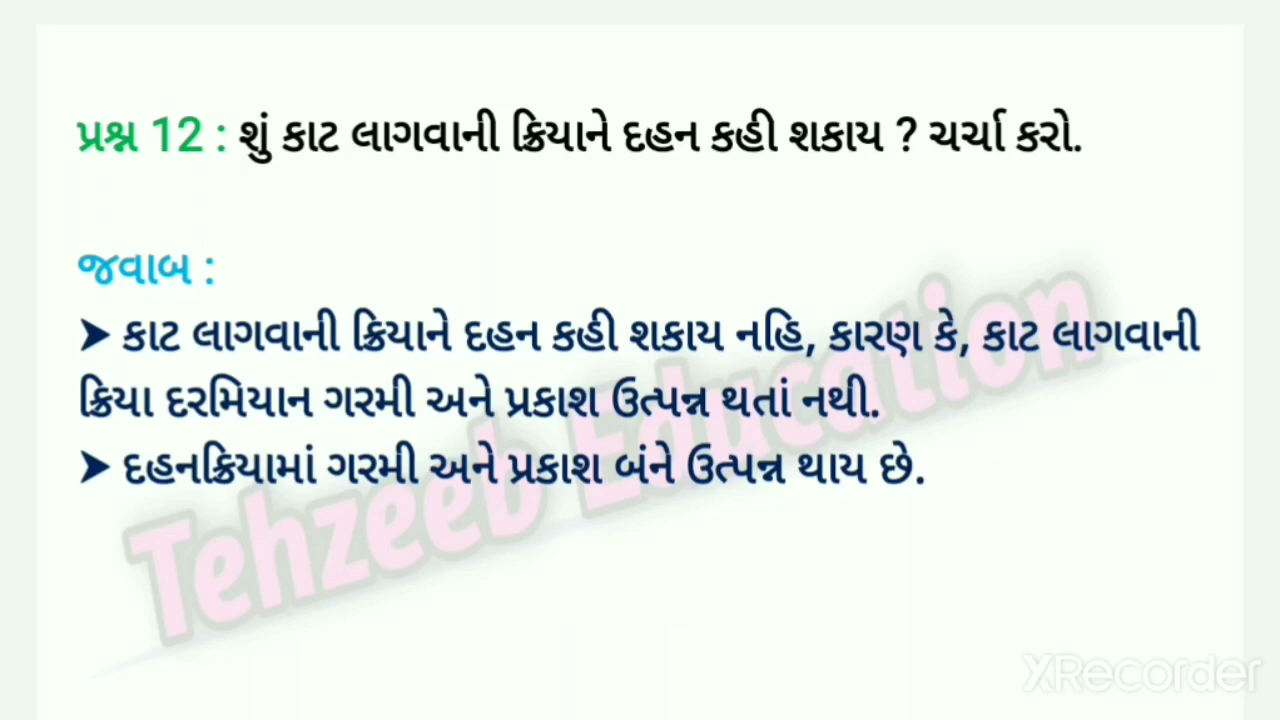 પ્રશ્ન 12 : શું કાટ લાગવાની ક્રિયાને દહન કહી શકાય ? ચર્ચા કરો.
જવાબ :
➤ કાટ લાગવાની ક્રિયાને દહન કહી શકાય નહિ, કારણ કે, કાટ લાગવાની
ક્રિયા દરમિયાન ગરમી અને પ્રકાશ ઉત્પન્ન થતાં નથી.
➤ દહનક્રિયામાં ગરમી અને પ્રકાશ બંને ઉત્પન્ન થાય છે.
Tehzeeb Education
XRecorder